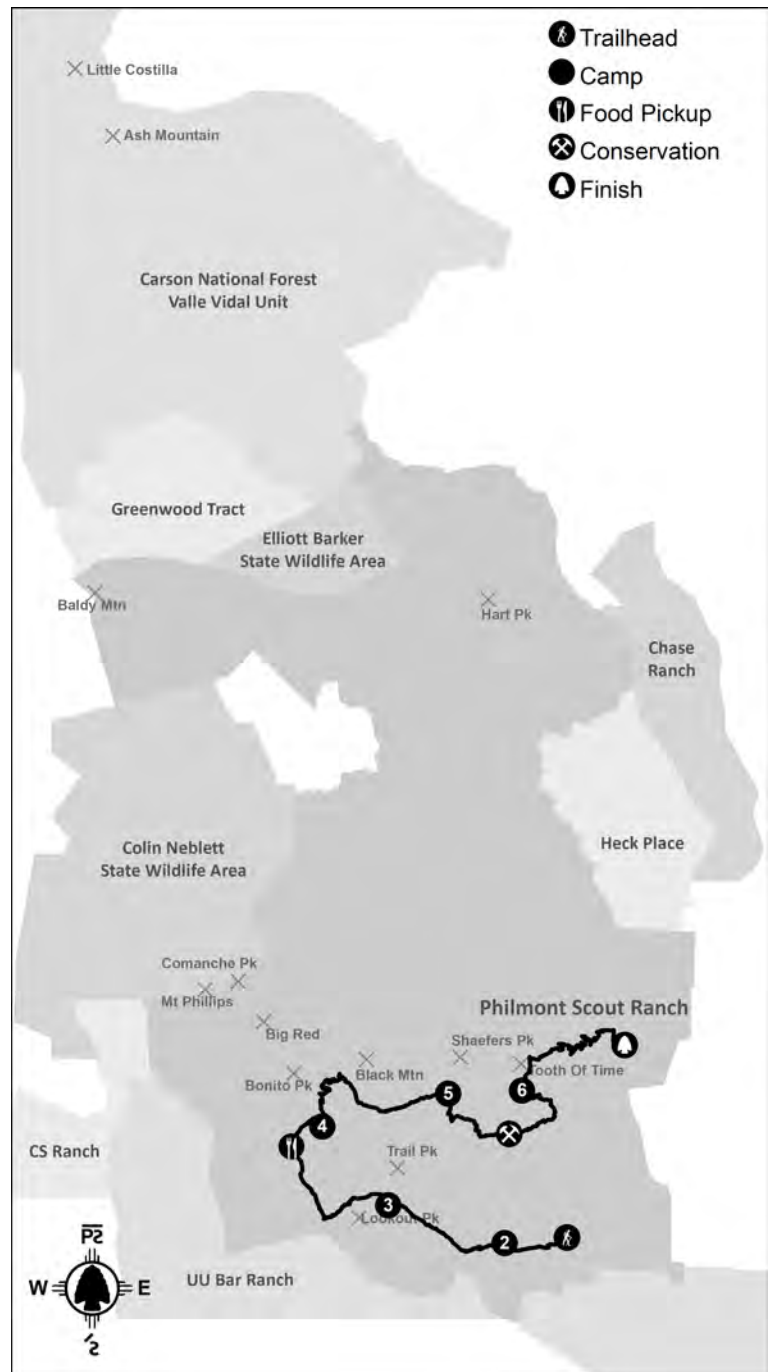 Trailhead
Camp
Food Pickup
Conservation
Finish
Little Costilla
Ash Mountain
Carson National Forest
Valle Vidal Unit
Greenwood Tract
Elliott Barker
State Wildlife Area
Baldy Mtn
Hart Pk
Chase
Ranch
Heck Place
Colin Neblett
State Wildlife Area
Comanche Pk
Mt Phillips
Big Red
Philmont Scout Ranch
Shaefers Pk
Black Mtn
Tooth Of Time
Bonito Pk
5
6
4
CS Ranch
Trail Pk
3
Lookout Pk
2
UU Bar Ranch
W
E